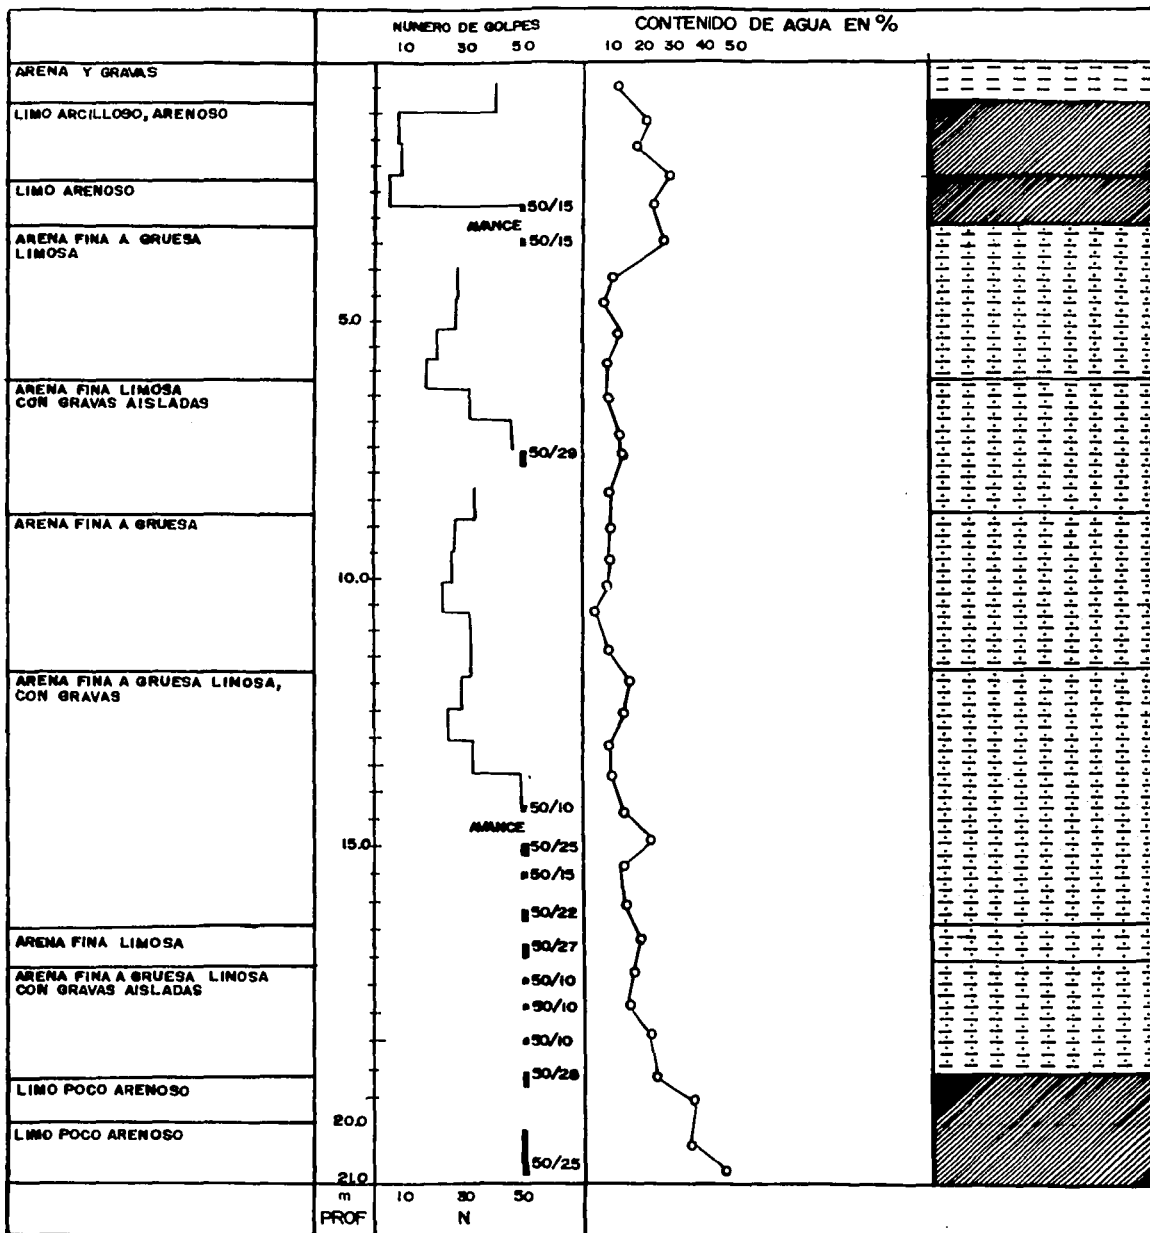 NUMERO DE GOLPES
10 30 50
CONTENIDO DE AGUA EN %
10 20 30 40 50
ARENA Y GRAVAS
LIMO ARCILLOSO, ARENOSO
LIMO ARENOSO
50/15
AVANCE
50/15
ARENA FINA A GRUESA
LIMOSA
5.0
ARENA FINA LIMOSA
CON GRAVAS AISLADAS
50/29
ARENA FINA A GRUESA
10.0
ARENA FINA A GRUESA LIMOSA,
CON GRAVAS
50/10
AVANCE
15.0
50/25
50/15
50/22
ARENA FINA LIMOSA
50/27
ARENA FINA A GRUESA LIMOSA
CON GRAVAS AISLADAS
50/10
50/10
50/10
50/28
LIMO POCO ARENOSO
20.0
LIMO POCO ARENOSO
50/25
21.0
m 10 30 50
PROF N